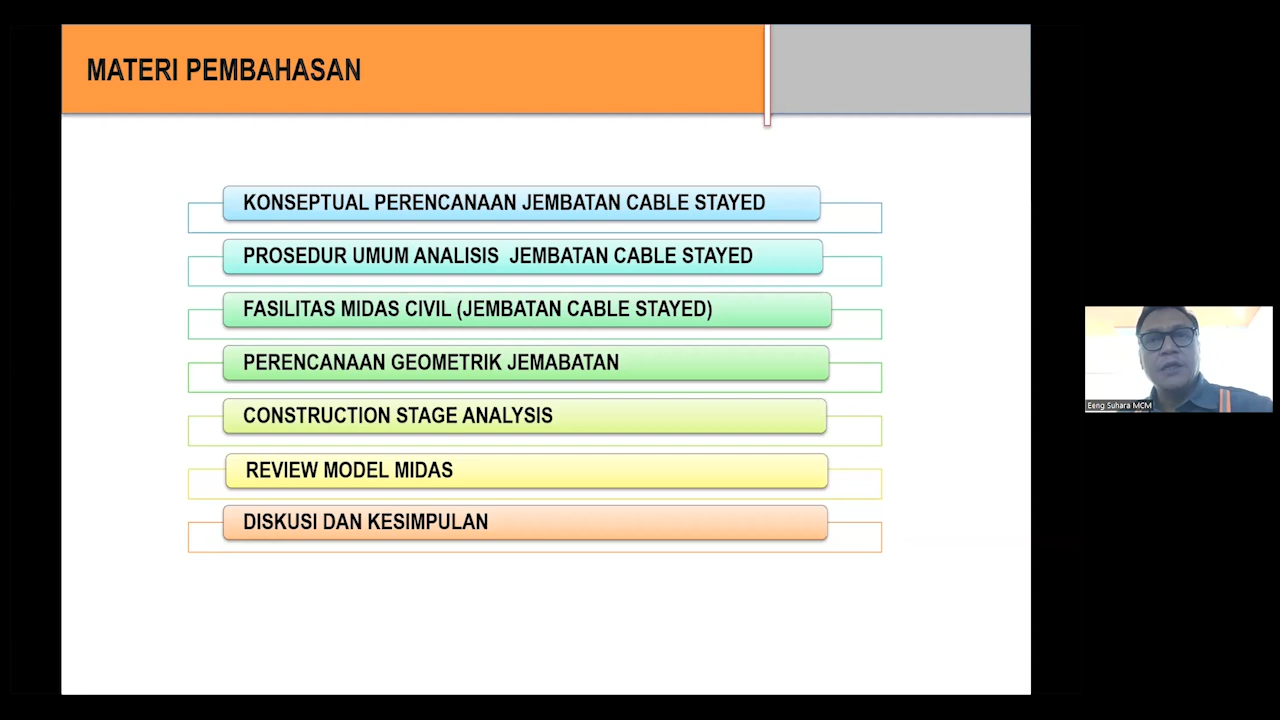 MATERI PEMBAHASAN
KONSEPTUAL PERENCANAAN JEMBATAN CABLE STAYED
PROSEDUR UMUM ANALISIS JEMBATAN CABLE STAYED
FASILITAS MIDAS CIVIL (JEMBATAN CABLE STAYED)
PERENCANAAN GEOMETRIK JEMABATAN
CONSTRUCTION STAGE ANALYSIS
REVIEW MODEL MIDAS
DISKUSI DAN KESIMPULAN
Eeng Suhara MCM